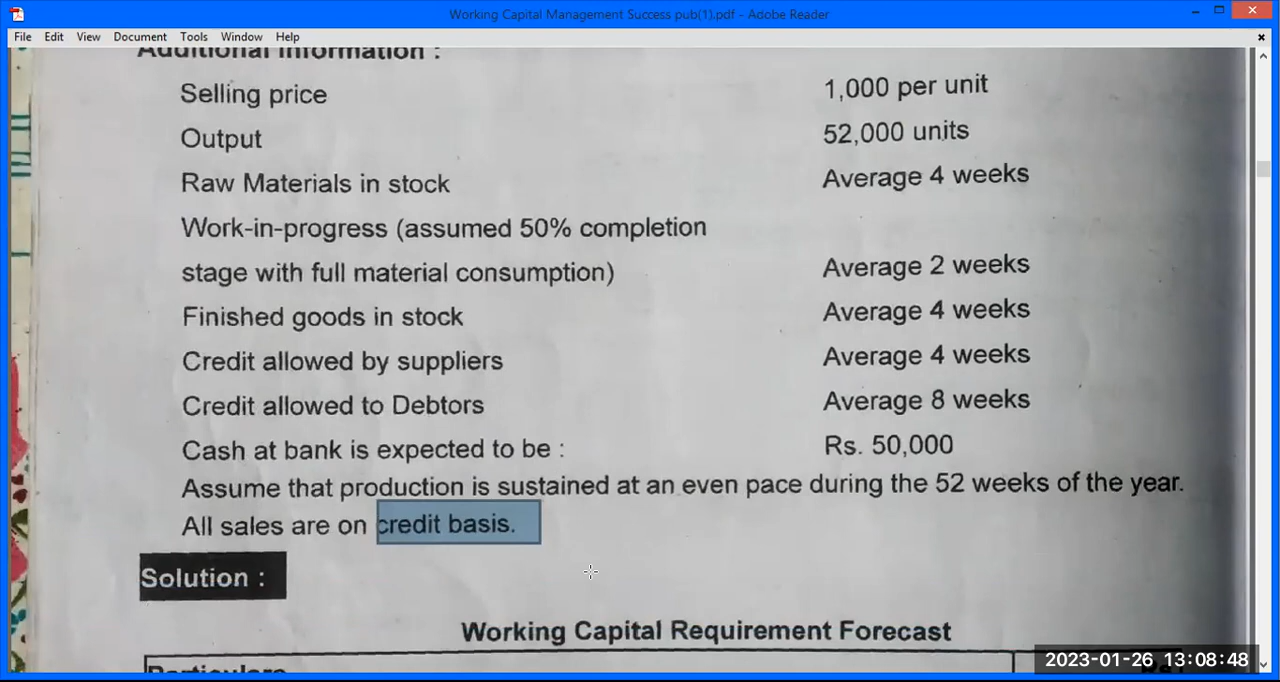 Working Capital Management Success pub(1).pdf - Adobe Reader
File Edit View Document Tools Window Help
Additional Information :
Selling price 1,000 per unit
Output 52,000 units
Raw Materials in stock Average 4 weeks
Work-in-progress (assumed 50% completion
stage with full material consumption) Average 2 weeks
Finished goods in stock Average 4 weeks
Credit allowed by suppliers Average 4 weeks
Credit allowed to Debtors Average 8 weeks
Cash at bank is expected to be : Rs. 50,000
Assume that production is sustained at an even pace during the 52 weeks of the year.
All sales are on credit basis.
Solution :
Working Capital Requirement Forecast
Particulars
2023-01-26 13:08:48